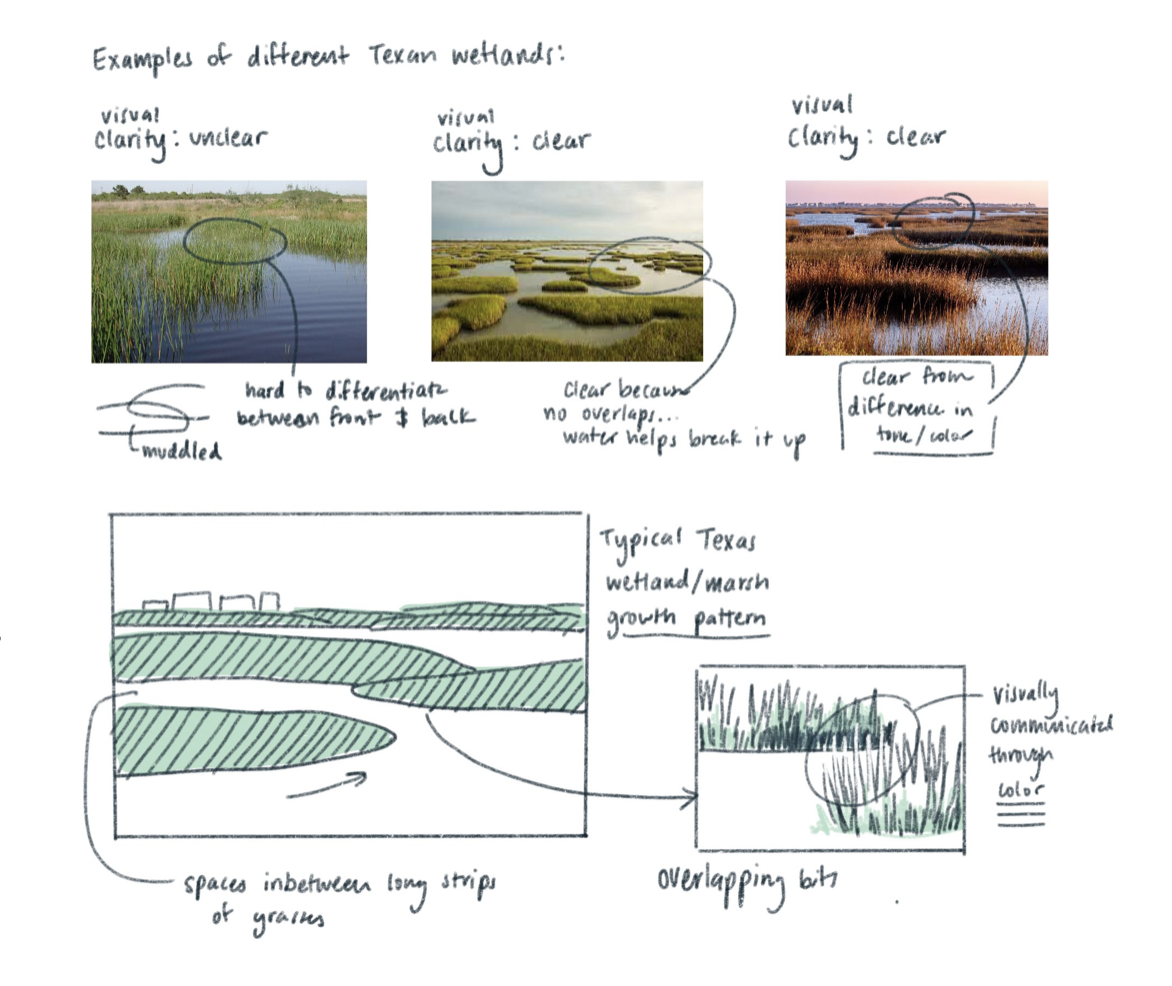 Examples of different Texan wetlands:
visual
clarity: unclear
visual
clarity: clear
visual
clarity: clear
hard to differentiate
between front & back
muddled
clear because
no overlaps...
water helps break it up
clear from
difference in
tone/color
Typical Texas
wetland/marsh
growth pattern
visually
communicated
through
color
spaces inbetween long strips
of grasses
overlapping bits